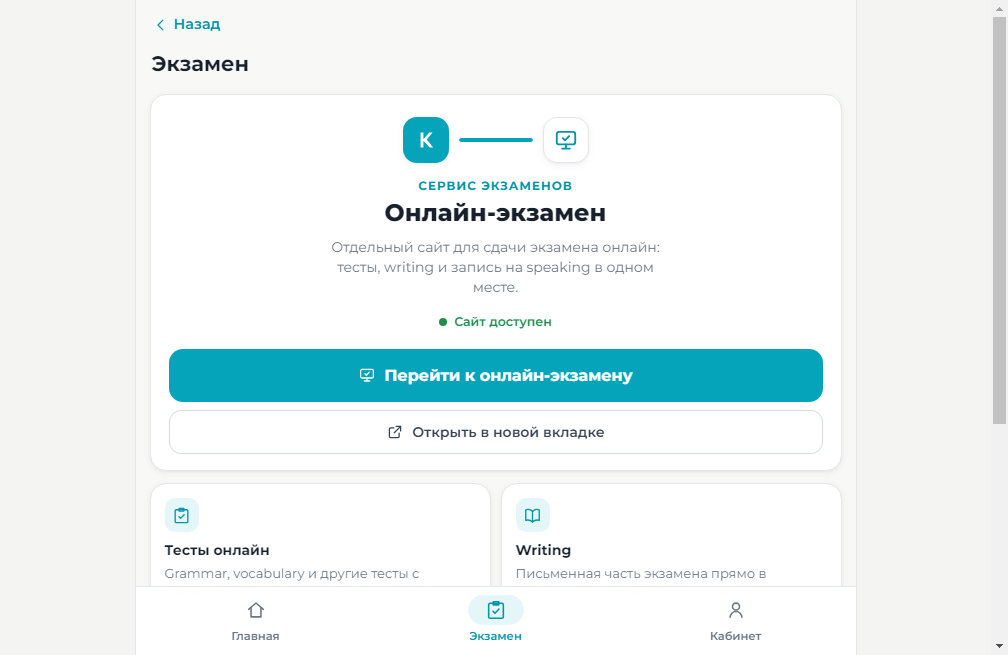 Назад
Экзамен
K
СЕРВИС ЭКЗАМЕНОВ
Онлайн-экзамен
Отдельный сайт для сдачи экзамена онлайн:
тесты, writing и запись на speaking в одном
месте.
Сайт доступен
Перейти к онлайн-экзамену
Открыть в новой вкладке
Тесты онлайн
Grammar, vocabulary и другие тесты с
Writing
Письменная часть экзамена прямо в
Главная
Экзамен
Кабинет